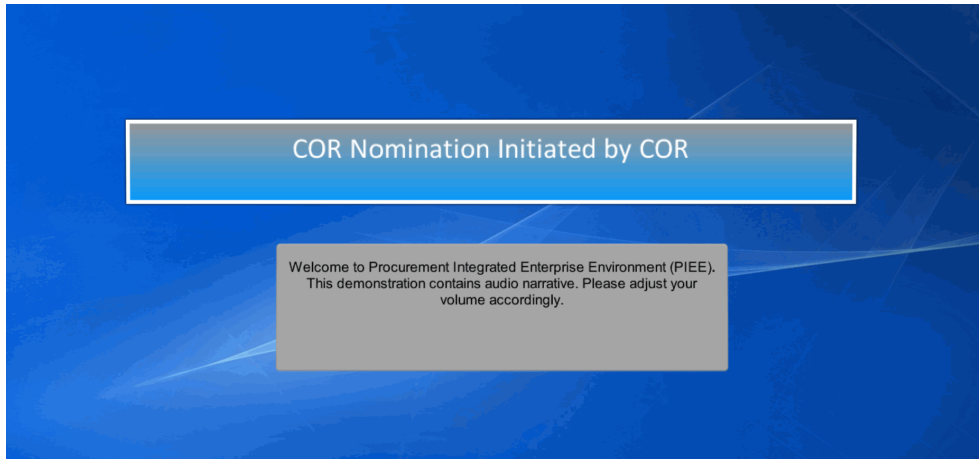 COR Nomination Initiated by COR
Welcome to Procurement Integrated Enterprise Environment (PIEE).
This demonstration contains audio narrative. Please adjust your
volume accordingly.